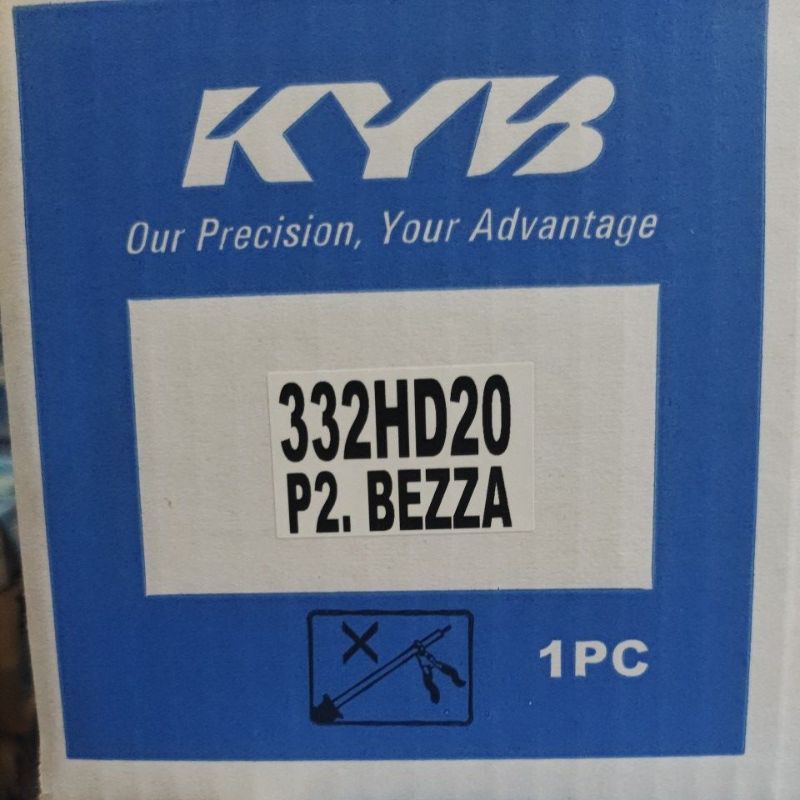 KYB
Our Precision, Your Advantage
332HD20
P2. BEZZA
1PC